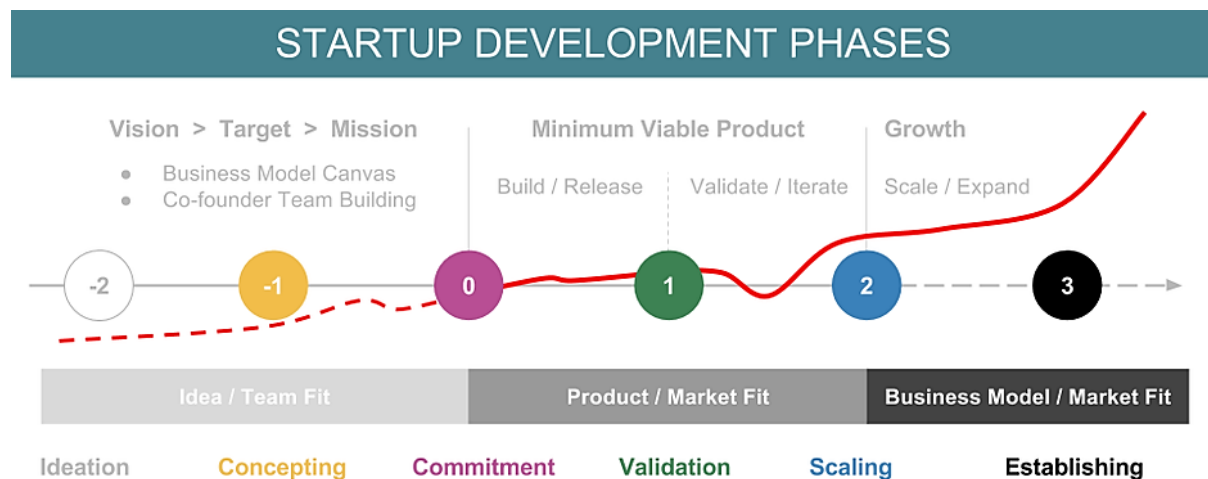 STARTUP DEVELOPMENT PHASES
Vision > Target > Mission
• Business Model Canvas
• Co-founder Team Building
Minimum Viable Product
Build / Release
Validate / Iterate
Growth
Scale / Expand
-2
-1
0
1
2
3
Idea / Team Fit
Product / Market Fit
Business Model / Market Fit
Ideation
Concepting
Commitment
Validation
Scaling
Establishing